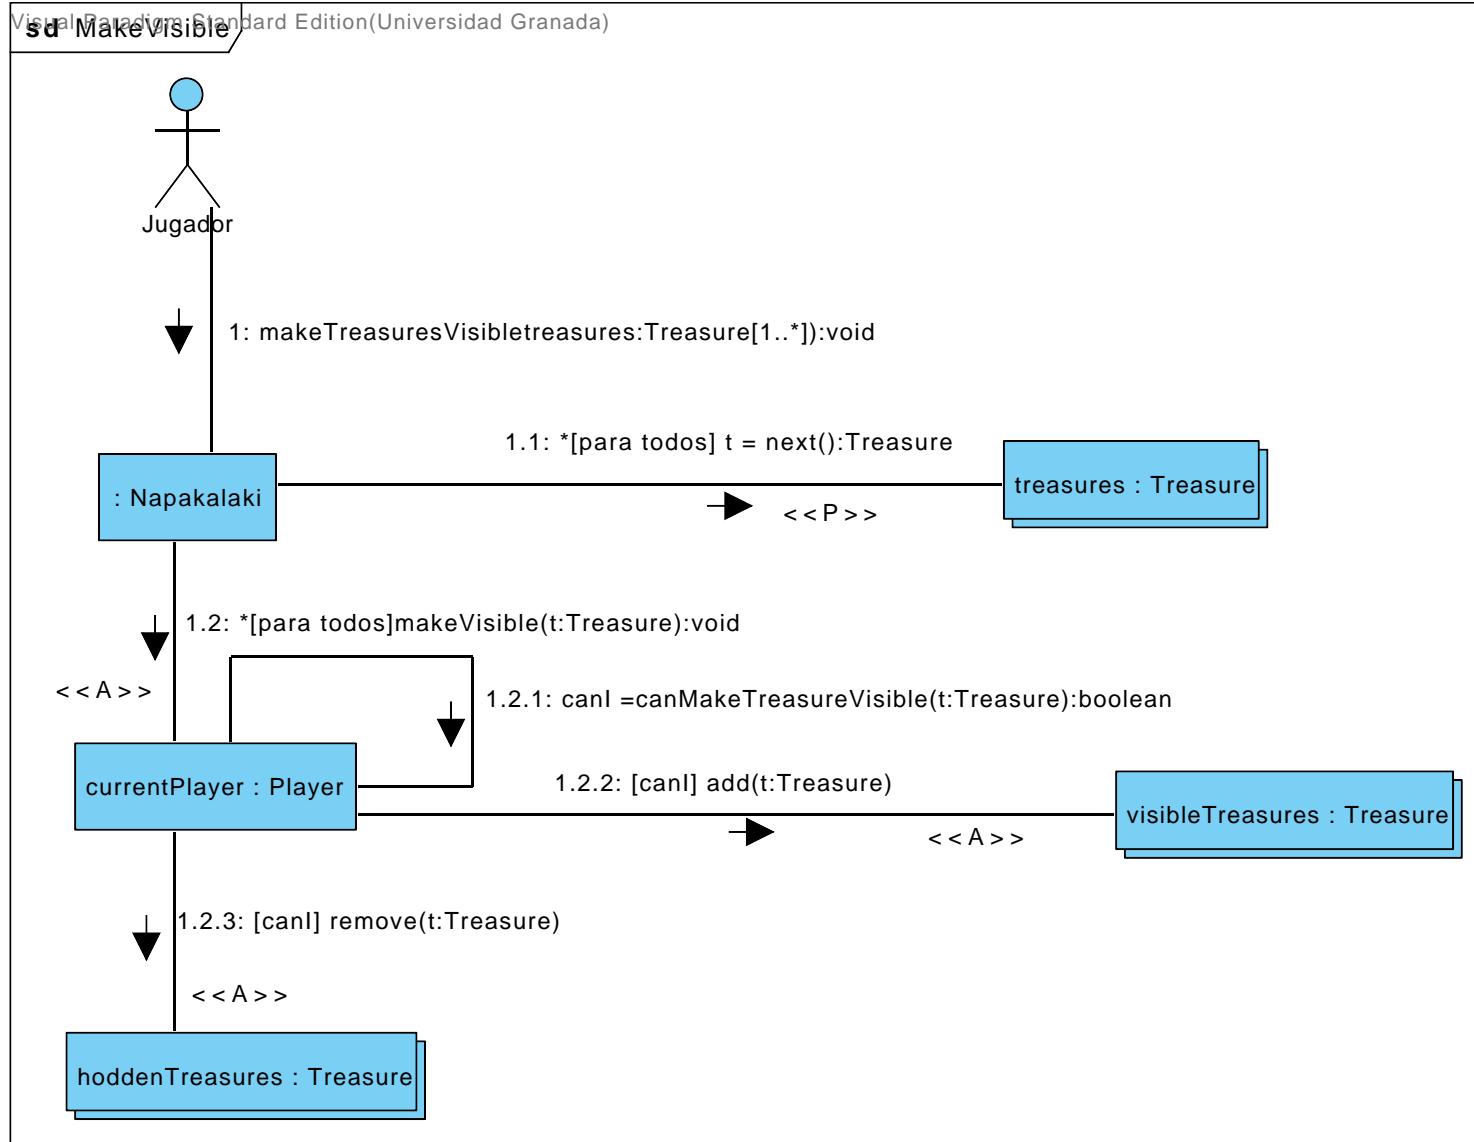 Visual Paradigm Standard Edition(Universidad Granada)
sd MakeVisible
Jugador
1: makeTreasuresVisibletreasures:Treasure[1..*]):void
1.1: *[para todos] t = next():Treasure
: Napakalaki
treasures : Treasure
<<P>>
1.2: *[para todos]makeVisible(t:Treasure):void
<<A>>
1.2.1: canI =canMakeTreasureVisible(t:Treasure):boolean
currentPlayer : Player
1.2.2: [canI] add(t:Treasure)
visibleTreasures : Treasure
<<A>>
1.2.3: [canI] remove(t:Treasure)
<<A>>
hoddenTreasures : Treasure